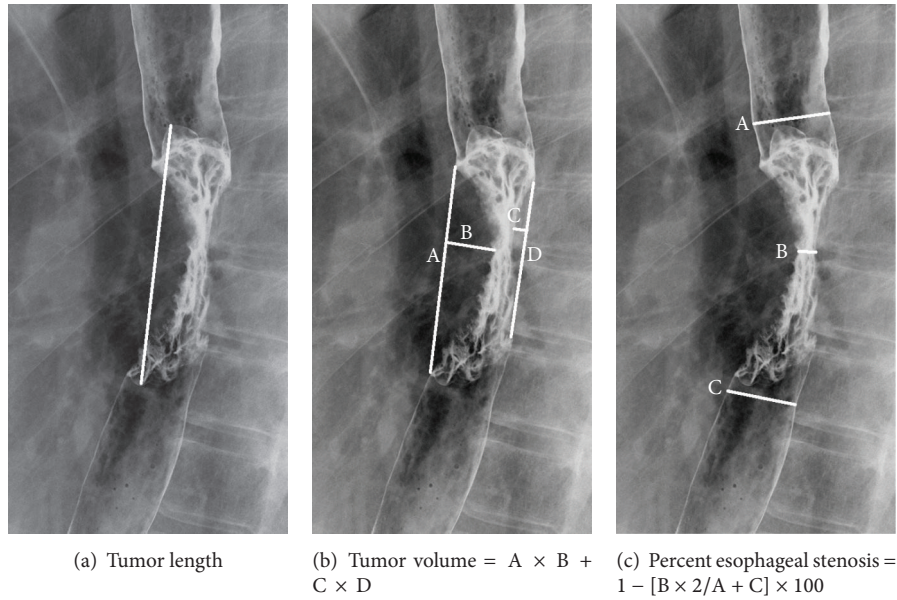 A
B
C
D
A
B
C
(a) Tumor length
(b) Tumor volume = A × B +
C × D
(c) Percent esophageal stenosis =
1 − [B × 2/A + C] × 100